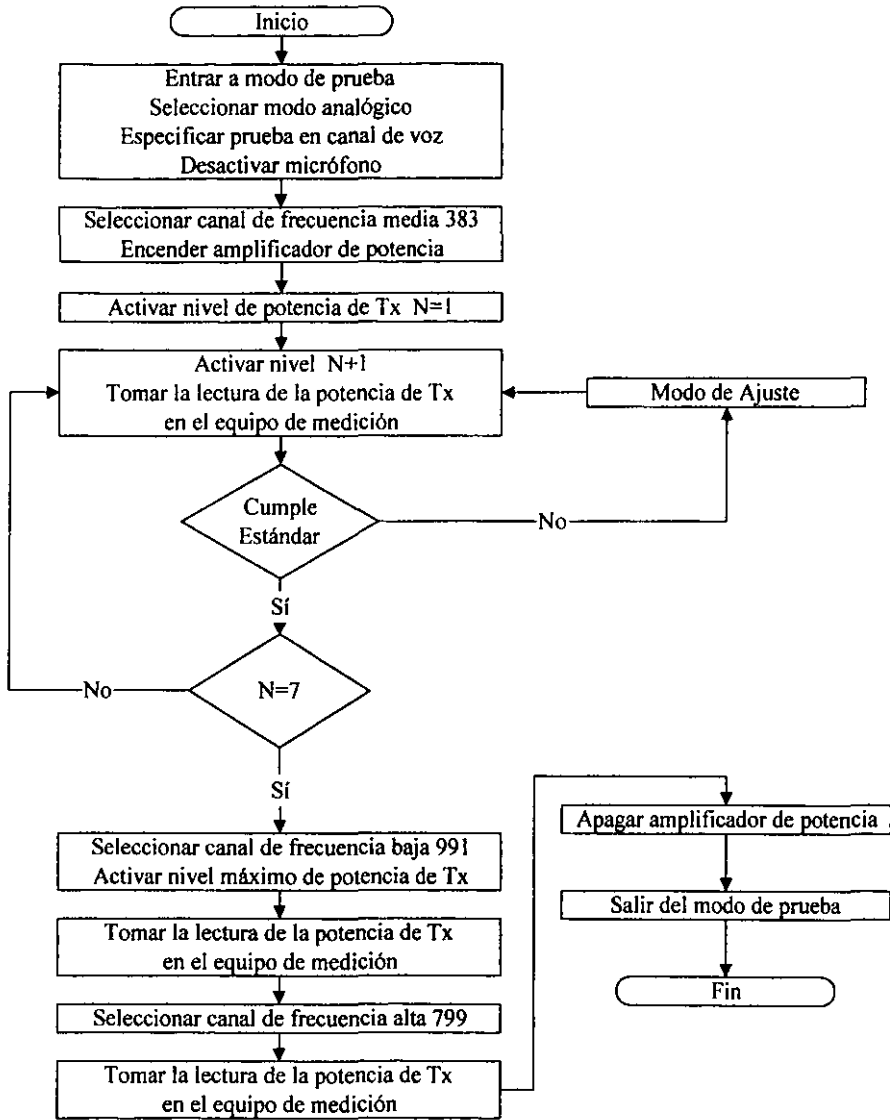 Inicio
Entrar a modo de prueba
Seleccionar modo analógico
Especificar prueba en canal de voz
Desactivar micrófono
Seleccionar canal de frecuencia media 383
Encender amplificador de potencia
Activar nivel de potencia de Tx N=1
Activar nivel N+1
Tomar la lectura de la potencia de Tx
en el equipo de medición
Modo de Ajuste
Cumple
Estándar
No
Sí
N=7
No
Sí
Seleccionar canal de frecuencia baja 991
Activar nivel máximo de potencia de Tx
Tomar la lectura de la potencia de Tx
en el equipo de medición
Seleccionar canal de frecuencia alta 799
Tomar la lectura de la potencia de Tx
en el equipo de medición
Apagar amplificador de potencia
Salir del modo de prueba
Fin